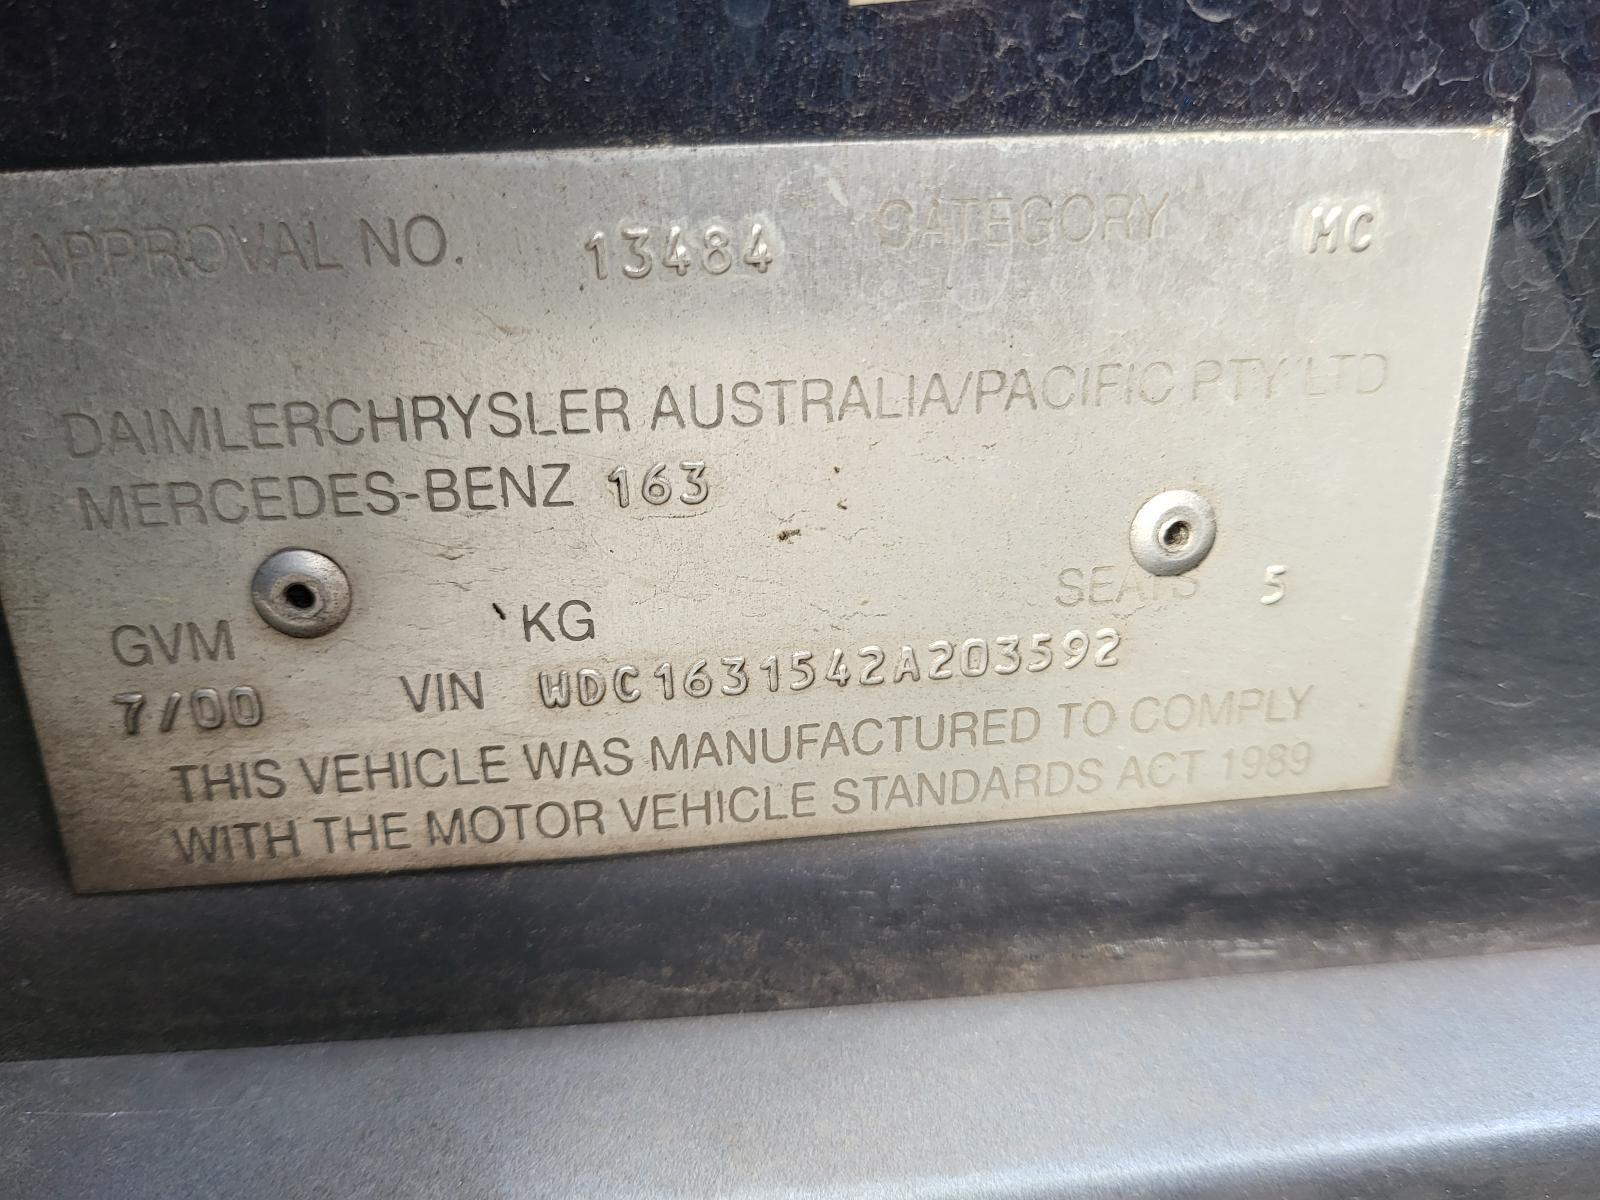 APPROVAL NO. 13484 CATEGORY MC
DAIMLERCHRYSLER AUSTRALIA/PACIFIC PTY LTD
MERCEDES-BENZ 163
SEATS 5
GVM KG
7/00 VIN WDC1631542A203592
THIS VEHICLE WAS MANUFACTURED TO COMPLY
WITH THE MOTOR VEHICLE STANDARDS ACT 1989